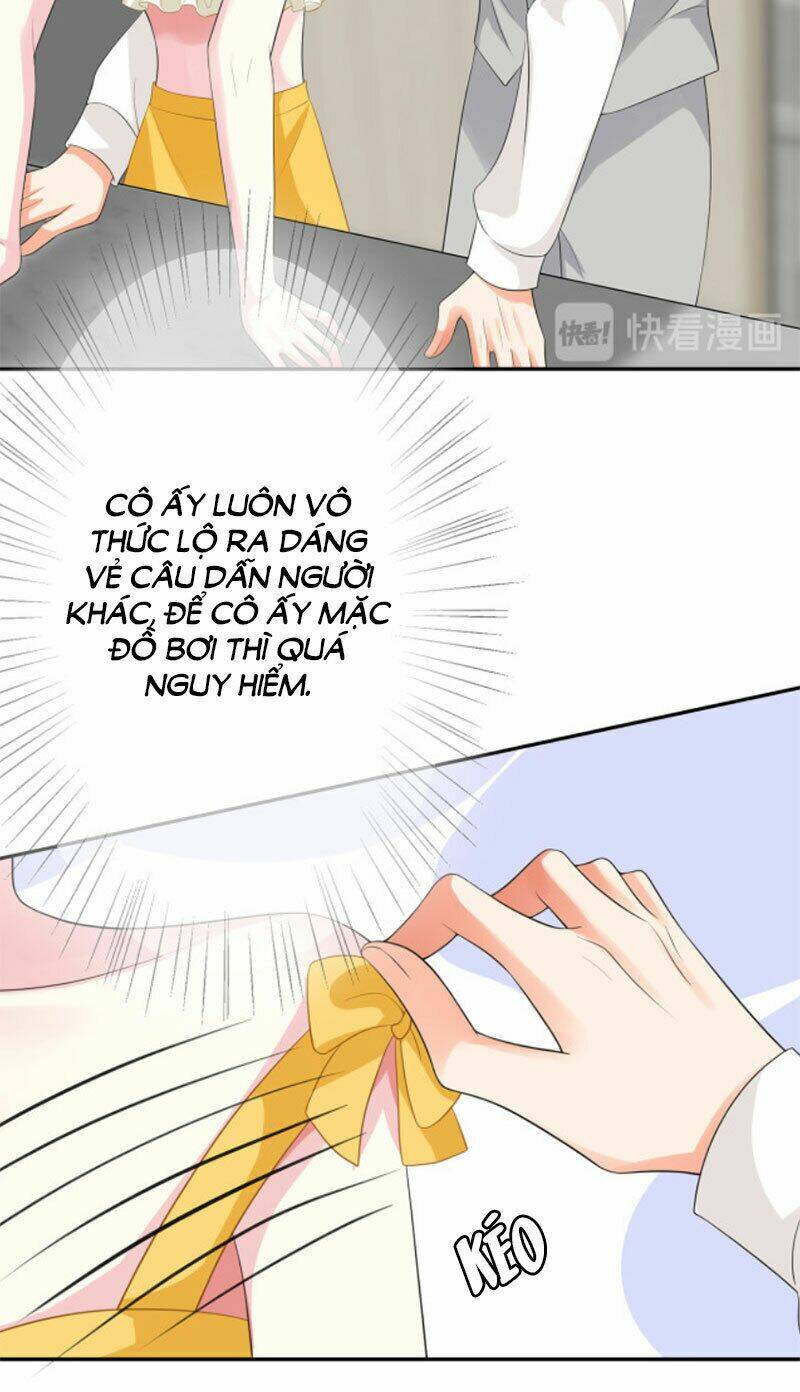 快看! 快看漫画
CÔ ẤY LUÔN VÔ
THỨC LỘ RA DÁNG
VẺ CÂU DẪN NGƯỜI
KHÁC, ĐỂ CÔ ẤY MẶC
ĐỒ BƠI THÌ QUÁ
NGUY HIỂM.
KÉO